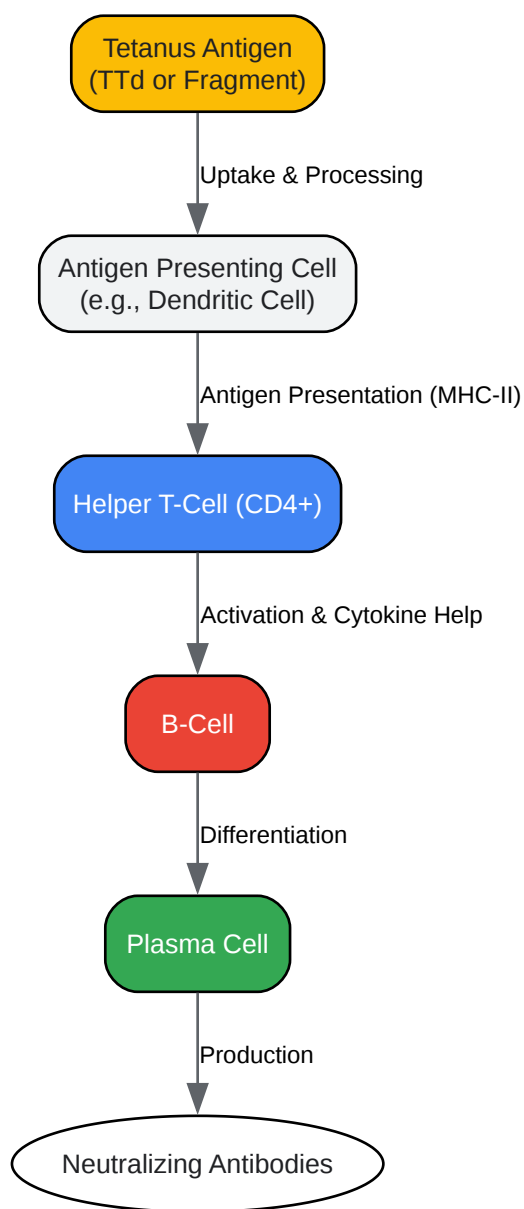 Tetanus Antigen
(TTd or Fragment)
Uptake & Processing
Antigen Presenting Cell
(e.g., Dendritic Cell)
Antigen Presentation (MHC-II)
Helper T-Cell (CD4+)
Activation & Cytokine Help
B-Cell
Differentiation
Plasma Cell
Production
Neutralizing Antibodies